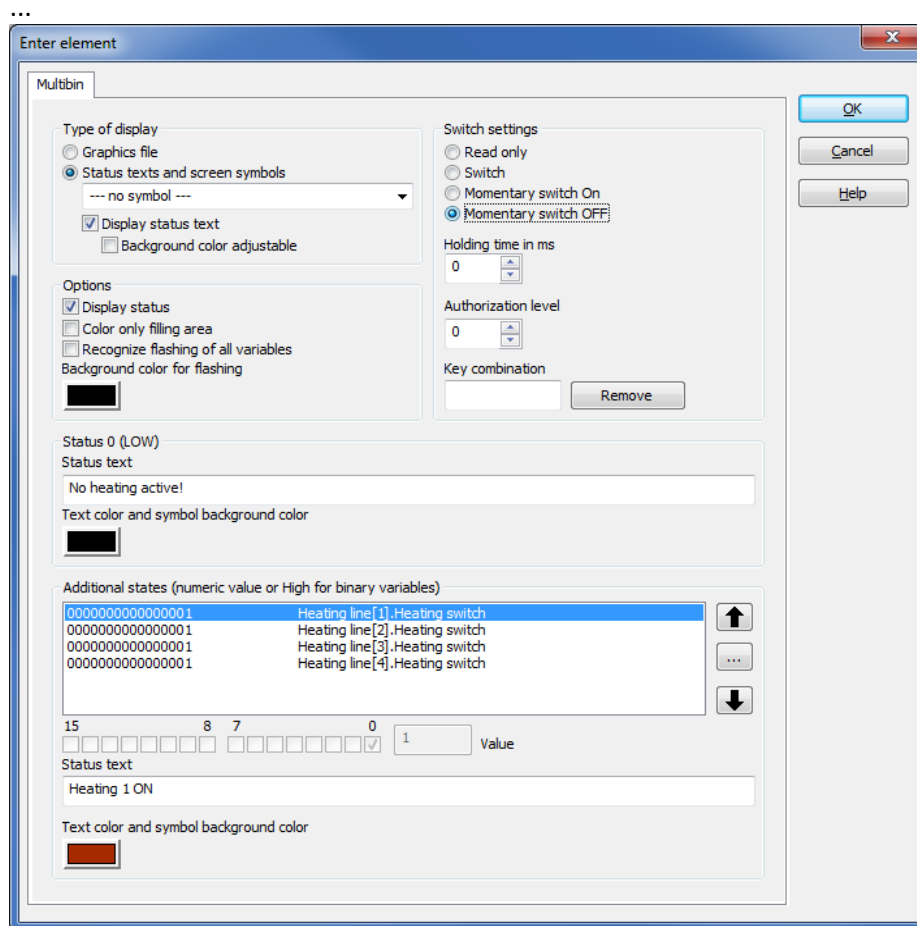 ...
Enter element
Multibin
OK
Cancel
Help
Type of display
Graphics file
Status texts and screen symbols
--- no symbol ---
Display status text
Background color adjustable
Switch settings
Read only
Switch
Momentary switch On
Momentary switch OFF
Holding time in ms
0
Authorization level
0
Key combination
Remove
Options
Display status
Color only filling area
Recognize flashing of all variables
Background color for flashing
Status 0 (LOW)
Status text
No heating active!
Text color and symbol background color
Additional states (numeric value or High for binary variables)
0000000000000001 Heating line[1].Heating switch
0000000000000001 Heating line[2].Heating switch
0000000000000001 Heating line[3].Heating switch
0000000000000001 Heating line[4].Heating switch
...
15 8 7 0
1 Value
Status text
Heating 1 ON
Text color and symbol background color